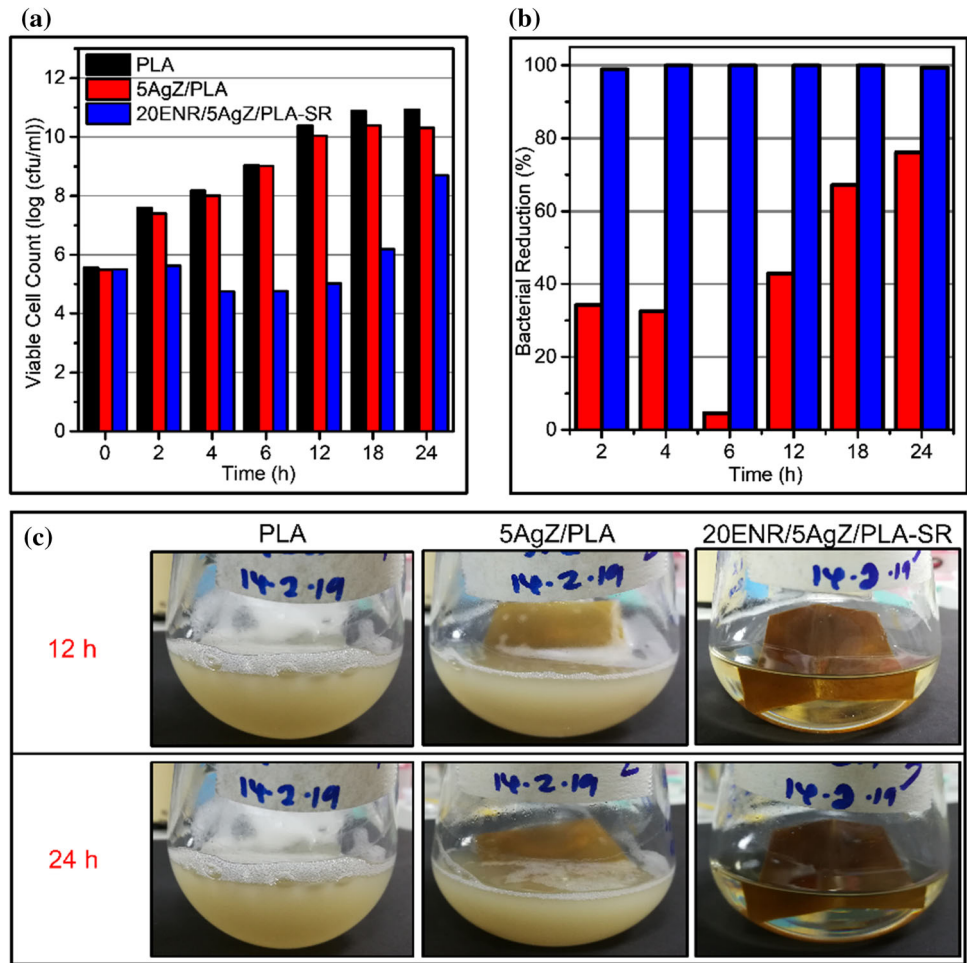 (a)
Viable Cell Count (log (cfu/ml))
12
10
8
6
4
2
0
PLA
5AgZ/PLA
20ENR/5AgZ/PLA-SR
0 2 4 6 12 18 24
Time (h)
(b)
Bacterial Reduction (%)
100
80
60
40
20
0
2 4 6 12 18 24
Time (h)
(c)
PLA 5AgZ/PLA 20ENR/5AgZ/PLA-SR
12 h
14-2-19 14-2-19 14-2-19
24 h
14-2-19 14-2-19 14-2-19